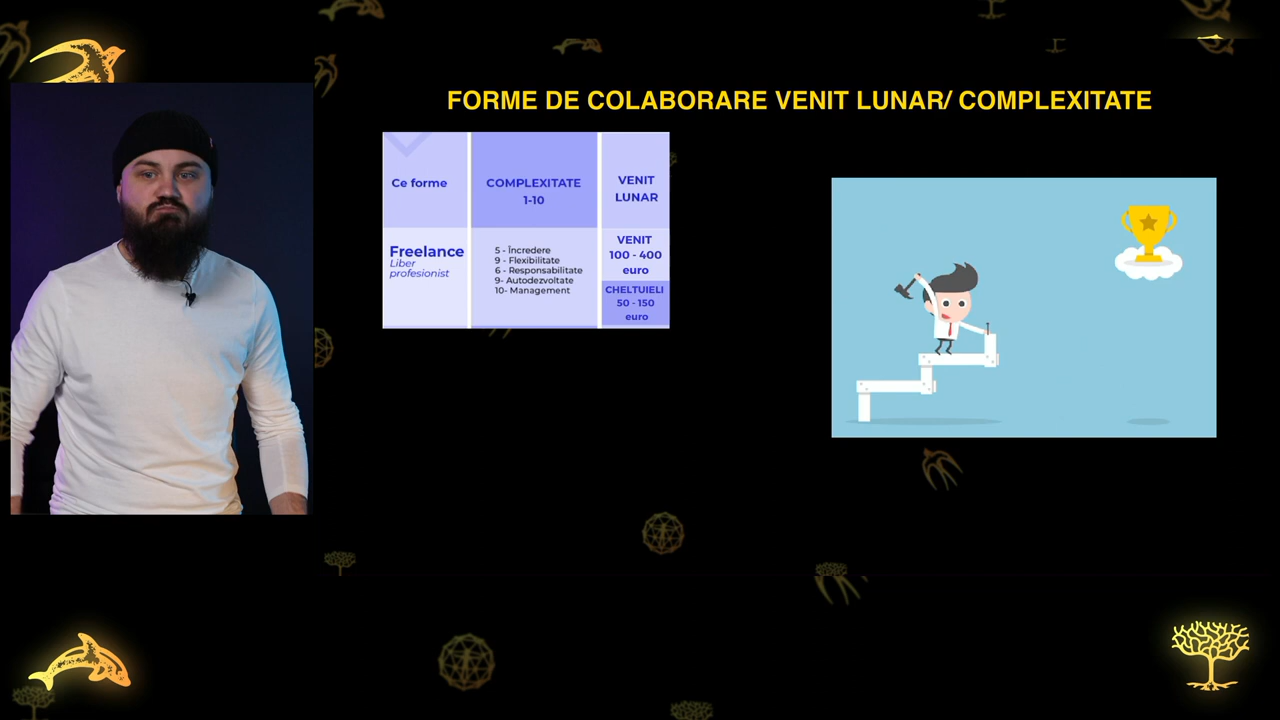 FORME DE COLABORARE VENIT LUNAR/ COMPLEXITATE
Ce forme
COMPLEXITATE
1-10
VENIT
LUNAR
Freelance
Liber
profesionist
5 - Încredere
9 - Flexibilitate
6 - Responsabilitate
9- Autodezvoltate
10- Management
VENIT
100 - 400
euro
CHELTUIELI
50 - 150
euro